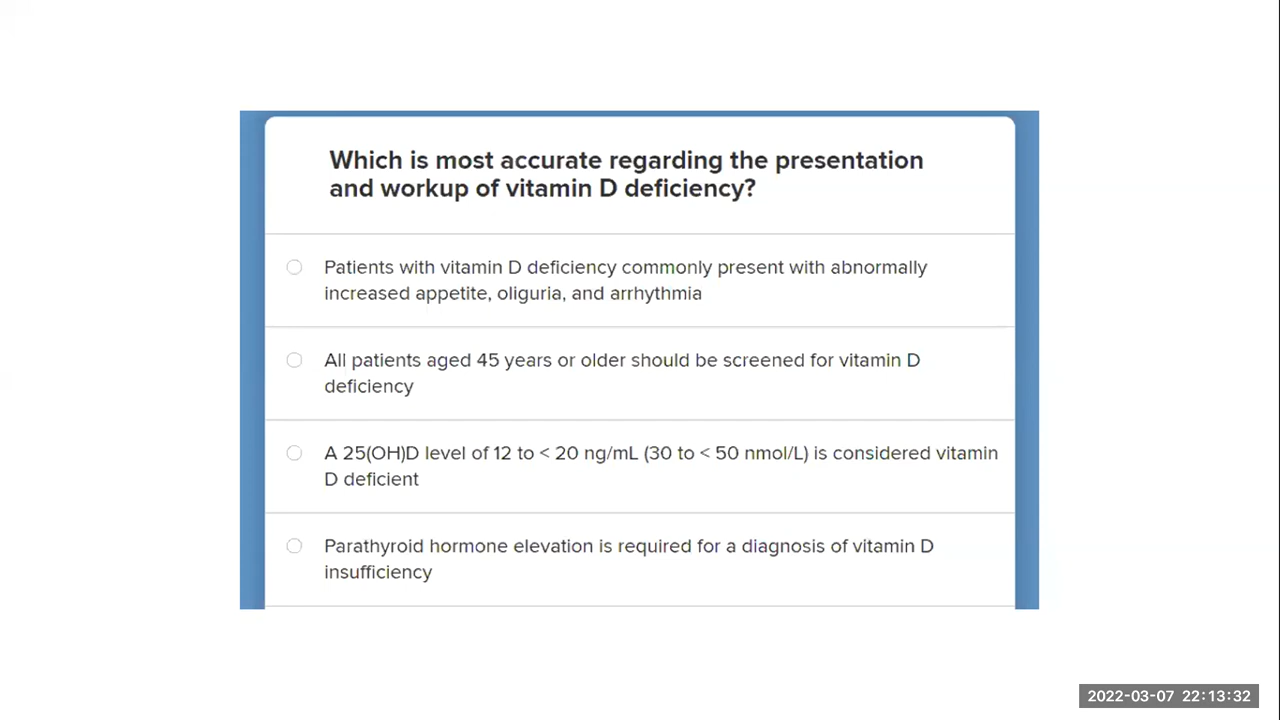 Which is most accurate regarding the presentation
and workup of vitamin D deficiency?
Patients with vitamin D deficiency commonly present with abnormally
increased appetite, oliguria, and arrhythmia
All patients aged 45 years or older should be screened for vitamin D
deficiency
A 25(OH)D level of 12 to < 20 ng/mL (30 to < 50 nmol/L) is considered vitamin
D deficient
Parathyroid hormone elevation is required for a diagnosis of vitamin D
insufficiency
2022-03-07 22:13:32